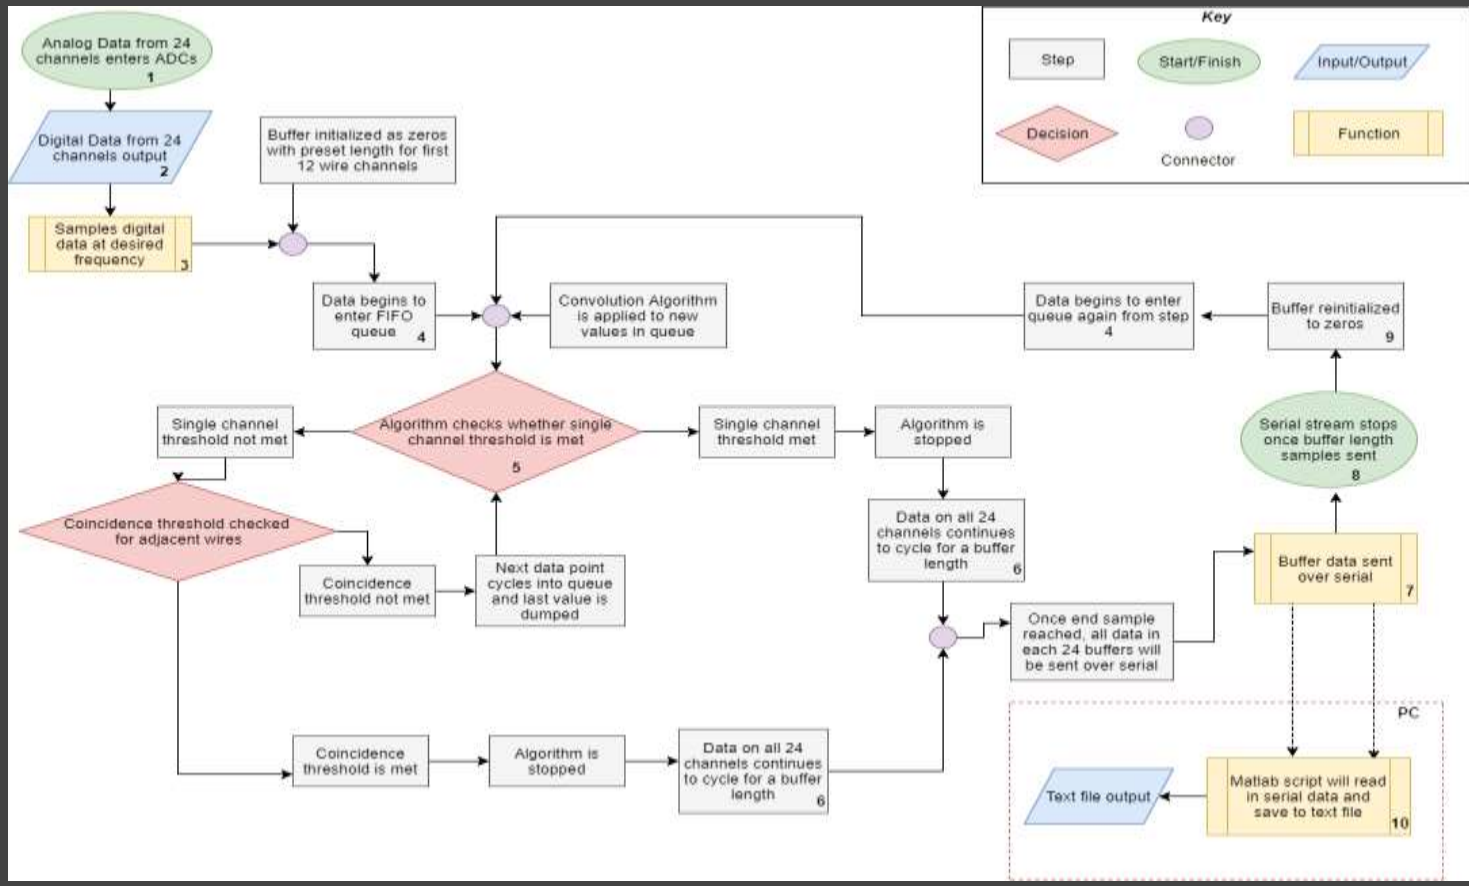 Analog Data from 24
channels enters ADCs
1
Digital Data from 24
channels output
2
Samples digital
data at desired
frequency
3
Buffer initialized as zeros
with preset length for first
12 wire channels
Data begins to
enter FIFO
queue
4
Convolution Algorithm
is applied to new
values in queue
Key
Step
Start/Finish
Input/Output
Decision
Connector
Function
Data begins to enter
queue again from step
4
Buffer reinitialized
to zeros
9
Single channel
threshold not met
Algorithm checks whether single
channel threshold is met
5
Single channel
threshold met
Algorithm is
stopped
Serial stream stops
once buffer length
samples sent
8
Coincidence threshold checked
for adjacent wires
Coincidence
threshold not met
Next data point
cycles into queue
and last value is
dumped
Data on all 24
channels continues
to cycle for a buffer
length
6
Buffer data sent
over serial
7
Once end sample
reached, all data in
each 24 buffers will
be sent over serial
Coincidence
threshold is met
Algorithm is
stopped
Data on all 24
channels continues
to cycle for a buffer
length
6
PC
Text file output
Matlab script will read
in serial data and
save to text file
10